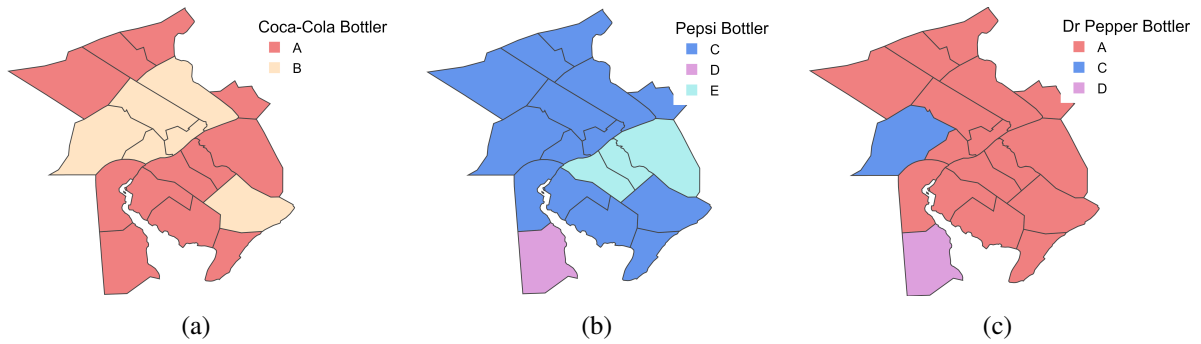 Coca-Cola Bottler
A
B
Pepsi Bottler
C
D
E
Dr Pepper Bottler
A
C
D
(a)
(b)
(c)